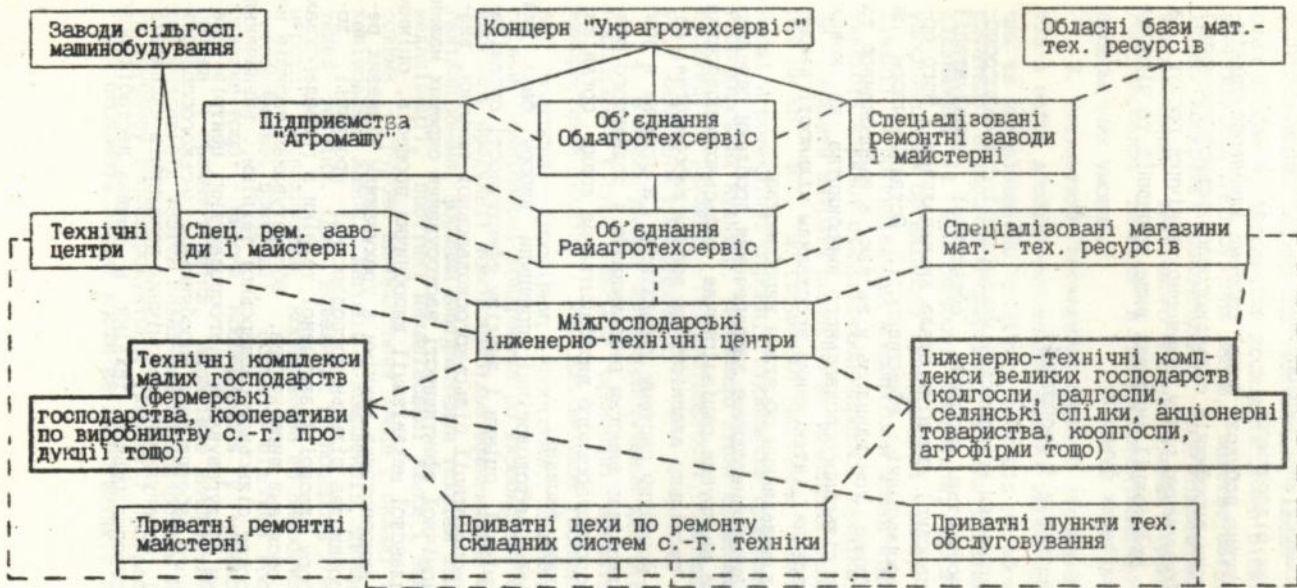 Заводи сільгосп.
машинобудування
Концерн "Украгротехсервіс"
Обласні бази мат.-
тех. ресурсів
Підприємства
"Агромашу"
Об'єднання
Облагротехсервіс
Спеціалізовані
ремонтні заводи
і майстерні
Технічні
центри
Спец. рем. заво-
ди і майстерні
Об'єднання
Райагротехсервіс
Спеціалізовані магазини
мат.- тех. ресурсів
Міжгосподарські
інженерно-технічні центри
Технічні комплекси
малих господарств
(фермерські
господарства, кооперативи
по виробництву с.-г. про-
дукції тощо)
Інженерно-технічні комп-
лекси великих господарств
(колгоспи, радгоспи,
селянські спілки, акціонерні
товариства, коопгоспи,
агрофірми тощо)
Приватні ремонтні
майстерні
Приватні цехи по ремонту
складних систем с.-г. техніки
Приватні пункти тех.
обслуговування